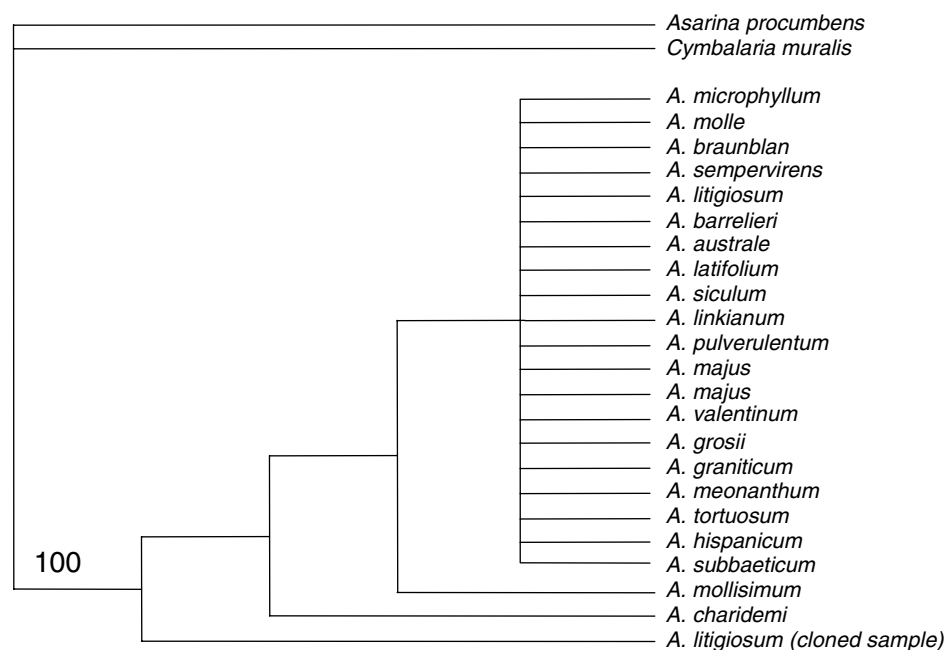 Asarina procumbens
Cymbalaria muralis
A. microphyllum
A. molle
A. braunblan
A. sempervirens
A. litigiosum
A. barrelieri
A. australe
A. latifolium
A. siculum
A. linkianum
A. pulverulentum
A. majus
A. majus
A. valentinum
A. grosii
A. graniticum
A. meonanthum
A. tortuosum
A. hispanicum
100
A. subbaeticum
A. mollisimum
A. charidemi
A. litigiosum (cloned sample)